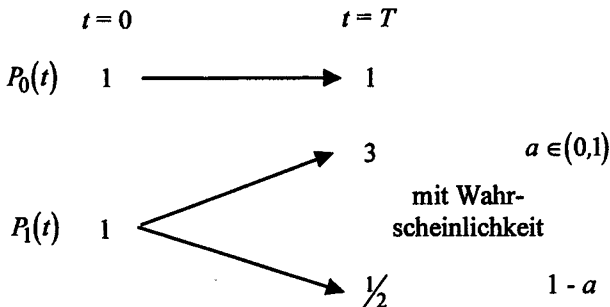 t = 0 t = T
P₀(t) 1 1
3 a ∈(0,1)
mit Wahr-
P₁(t) 1 scheinlichkeit
½ 1 - a